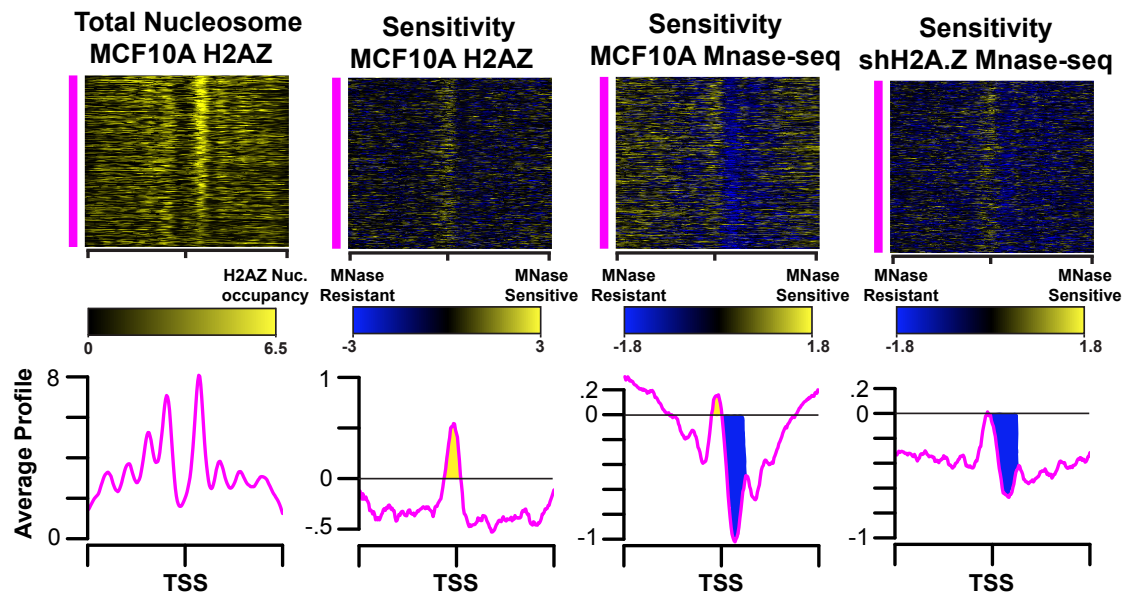 Total Nucleosome
MCF10A H2AZ
Sensitivity
MCF10A H2AZ
Sensitivity
MCF10A Mnase-seq
Sensitivity
shH2A.Z Mnase-seq
H2AZ Nuc.
occupancy
0
6.5
MNase
Resistant
MNase
Sensitive
-3
3
MNase
Resistant
MNase
Sensitive
-1.8
1.8
MNase
Resistant
MNase
Sensitive
-1.8
1.8
Average Profile
8
0
TSS
1
0
-.5
TSS
.2
0
-1
TSS
.2
0
-1
TSS